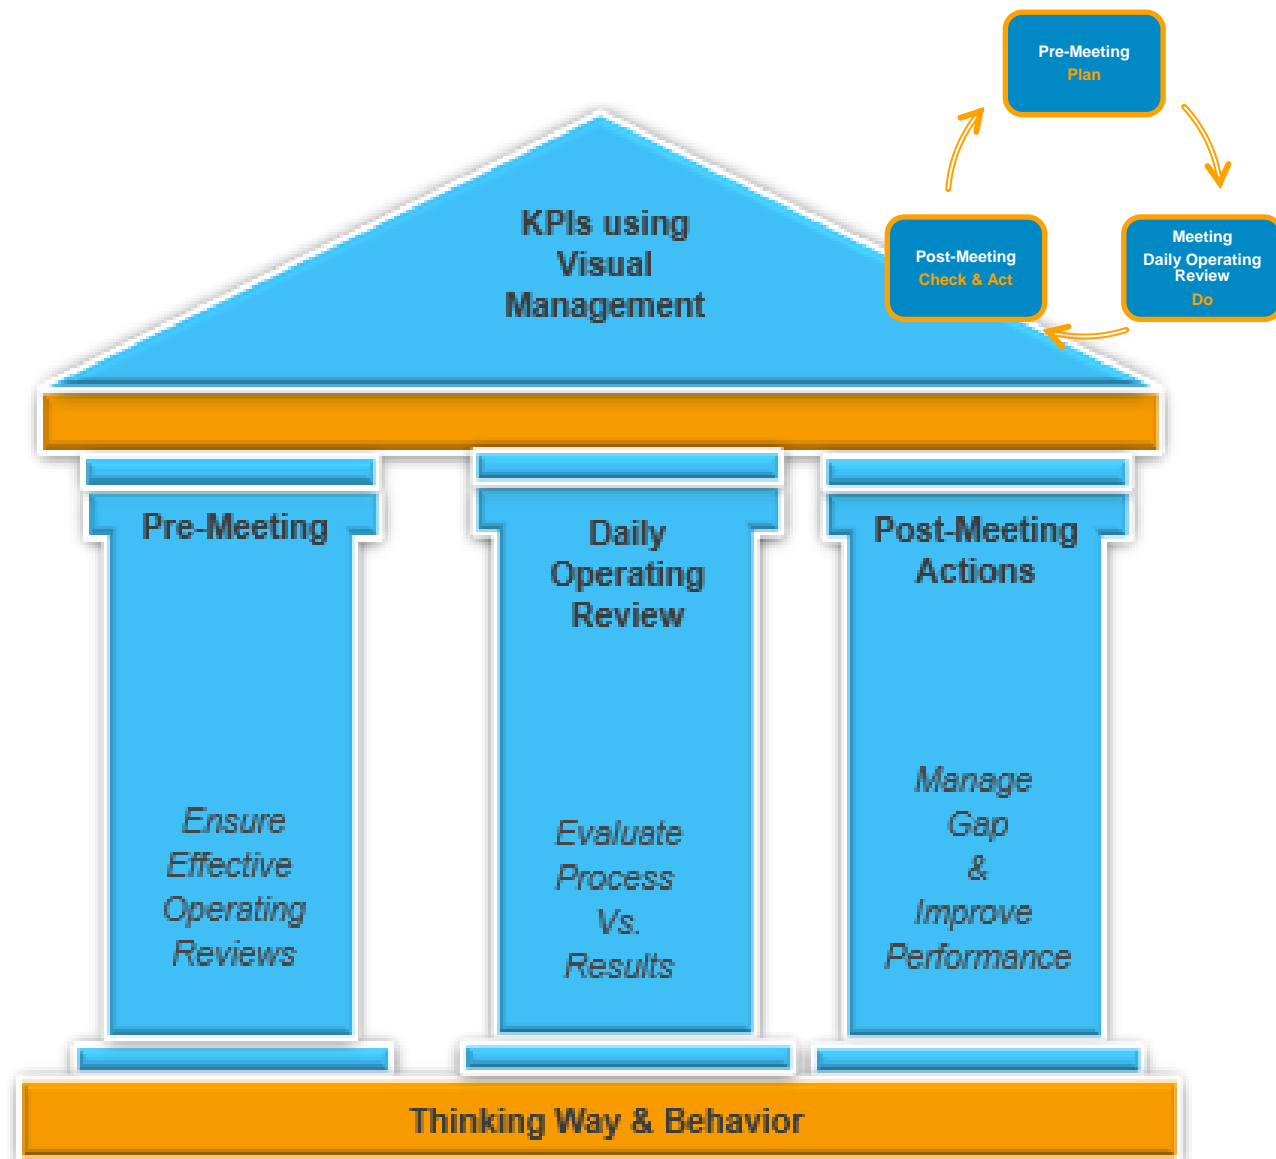 Pre-Meeting
Plan
Meeting
Daily Operating
Review
Do
Post-Meeting
Check & Act
KPIs using
Visual
Management
Pre-Meeting
Ensure
Effective
Operating
Reviews
Daily
Operating
Review
Evaluate
Process
Vs.
Results
Post-Meeting
Actions
Manage
Gap
&
Improve
Performance
Thinking Way & Behavior